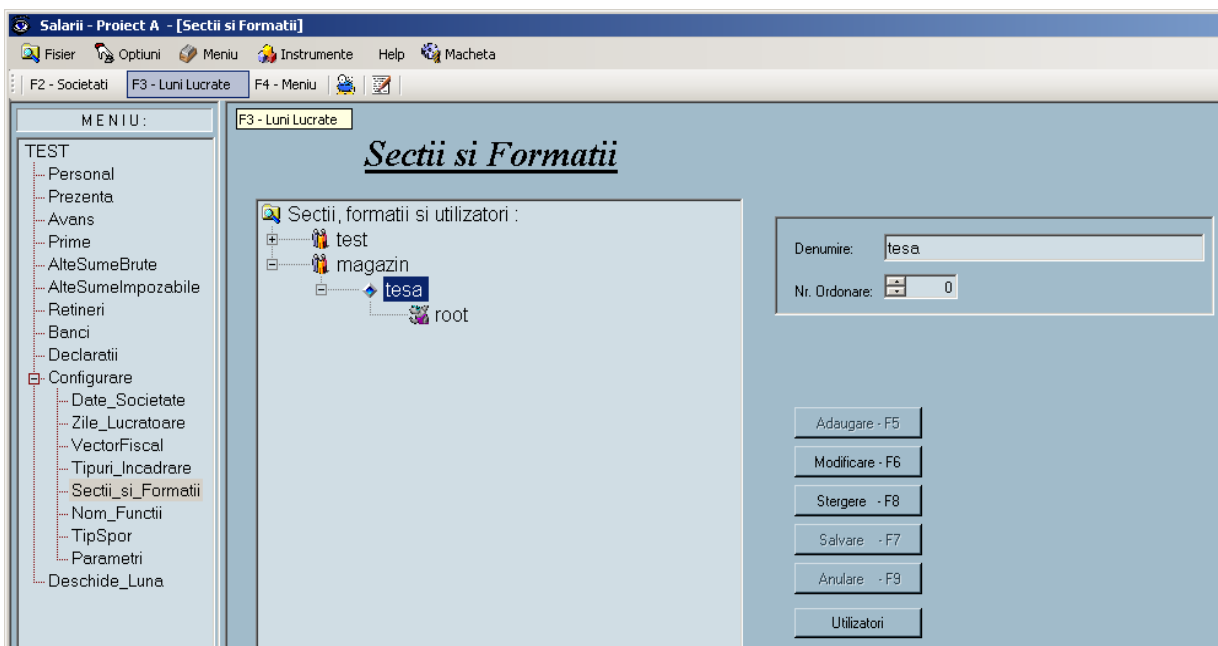 Salarii - Proiect A - [Sectii si Formatii]
Fisier Optiuni Meniu Instrumente Help Macheta
F2 - Societati F3 - Luni Lucrate F4 - Meniu
M E N I U :
F3 - Luni Lucrate
TEST
Personal
Prezenta
Avans
Prime
AlteSumeBrute
AlteSumeImpozabile
Retineri
Banci
Declaratii
Configurare
Date_Societate
Zile_Lucratoare
VectorFiscal
Tipuri_Incadrare
Sectii_si_Formatii
Nom_Functii
TipSpor
Parametri
Deschide_Luna
Sectii si Formatii
Sectii, formatii si utilizatori :
test
magazin
tesa
root
Denumire: tesa
Nr. Ordonare: 0
Adaugare - F5
Modificare - F6
Stergere - F8
Salvare - F7
Anulare - F9
Utilizatori